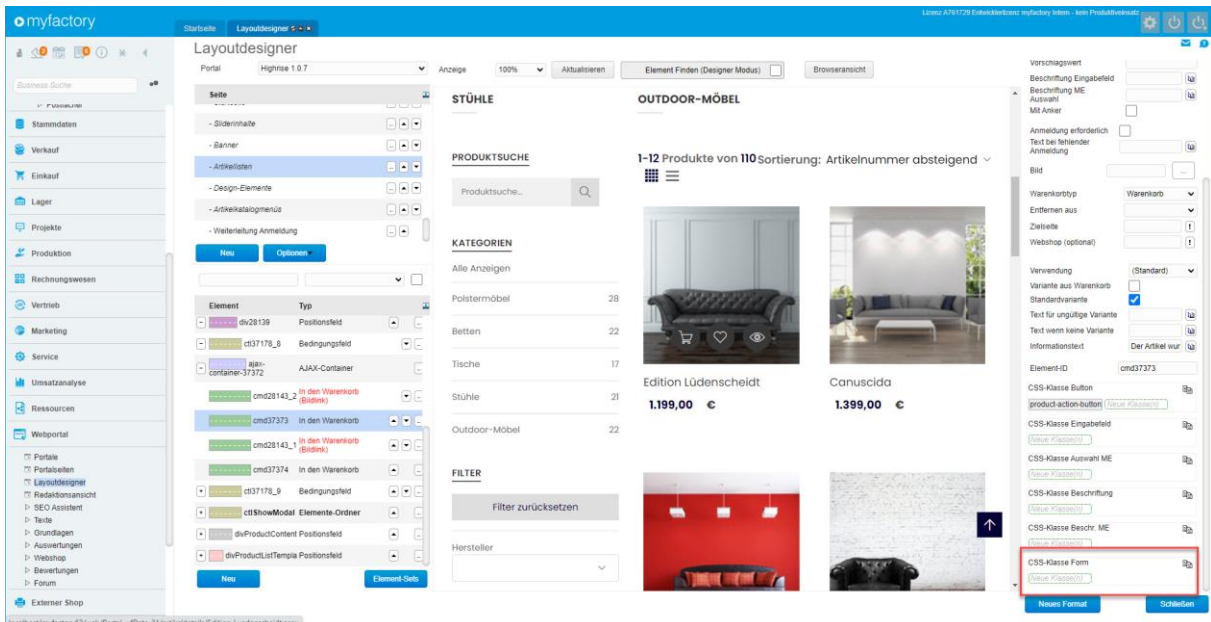 Lizenz A791729 Entwicklerlizenz myfactory Intern - kein Produktiveinsatz
myfactory
Startseite
Layoutdesigner
Layoutdesigner
Business Suche
Postfächer
Stammdaten
Verkauf
Einkauf
Lager
Projekte
Produktion
Rechnungswesen
Vertrieb
Marketing
Service
Umsatzanalyse
Ressourcen
Webportal
Portale
Portalseiten
Layoutdesigner
Redaktionsansicht
SEO Assistent
Texte
Grundlagen
Auswertungen
Webshop
Bewertungen
Forum
Externer Shop
Portal Highrise 1.0.7
Anzeige 100% Aktualisieren Element Finden (Designer Modus) Browseransicht
Seite
- Sliderinhalte
- Banner
- Artikellisten
- Design-Elemente
- Artikelkatalogmenüs
- Weiterleitung Anmeldung
Neu Optionen
Element Typ
div28139 Positionsfeld
ctl37178_8 Bedingungsfeld
ajax-container-37372 AJAX-Container
cmd28143_2 In den Warenkorb (Bildlink)
cmd37373 In den Warenkorb
cmd28143_1 In den Warenkorb (Bildlink)
cmd37374 In den Warenkorb
ctl37178_9 Bedingungsfeld
ctl$ShowModal Elemente-Ordner
divProductContent Positionsfeld
divProductListTempla Positionsfeld
Neu Element-Sets
STÜHLE
OUTDOOR-MÖBEL
PRODUKTSUCHE
Produktsuche...
KATEGORIEN
Alle Anzeigen
Polstermöbel 28
Betten 22
Tische 17
Stühle 21
Outdoor-Möbel 22
FILTER
Filter zurücksetzen
Hersteller
1-12 Produkte von 110 Sortierung: Artikelnummer absteigend
Edition Lüdenscheidt
1.199,00 €
Canuscida
1.399,00 €
Vorschlagswert
Beschriftung Eingabefeld
Beschriftung ME
Auswahl
Mit Anker
Anmeldung erforderlich
Text bei fehlender
Anmeldung
Bild ...
Warenkorbtyp Warenkorb
Entfernen aus
Zielseite
Webshop (optional)
Verwendung (Standard)
Variante aus Warenkorb
Standardvariante
Text für ungültige Variante
Text wenn keine Variante
Informationstext Der Artikel wur
Element-ID cmd37373
CSS-Klasse Button
product-action-button [Neue Klasse(n)]
CSS-Klasse Eingabefeld
[Neue Klasse(n)]
CSS-Klasse Auswahl ME
[Neue Klasse(n)]
CSS-Klasse Beschriftung
[Neue Klasse(n)]
CSS-Klasse Beschr. ME
[Neue Klasse(n)]
CSS-Klasse Form
[Neue Klasse(n)]
Neues Format Schließen